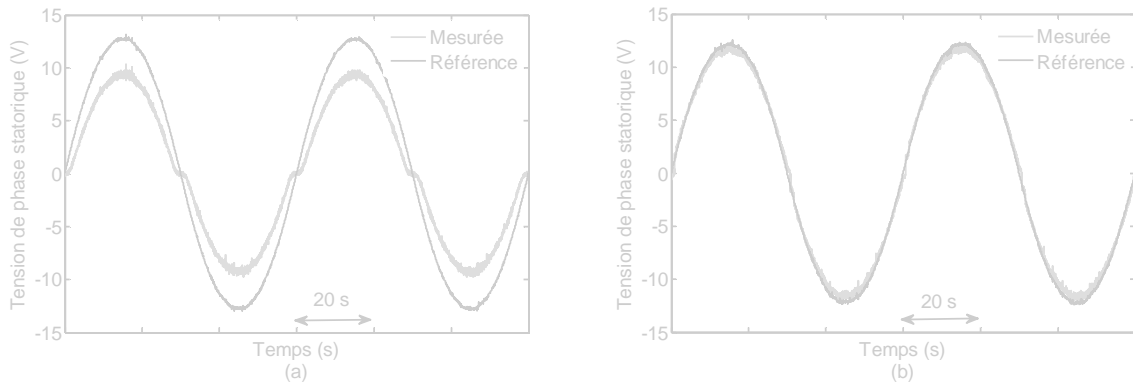 Tension de phase statorique (V)
15
10
5
0
-5
-10
-15
Mesurée
Référence
20 s
Temps (s)
(a)
Tension de phase statorique (V)
15
10
5
0
-5
-10
-15
Mesurée
Référence
20 s
Temps (s)
(b)